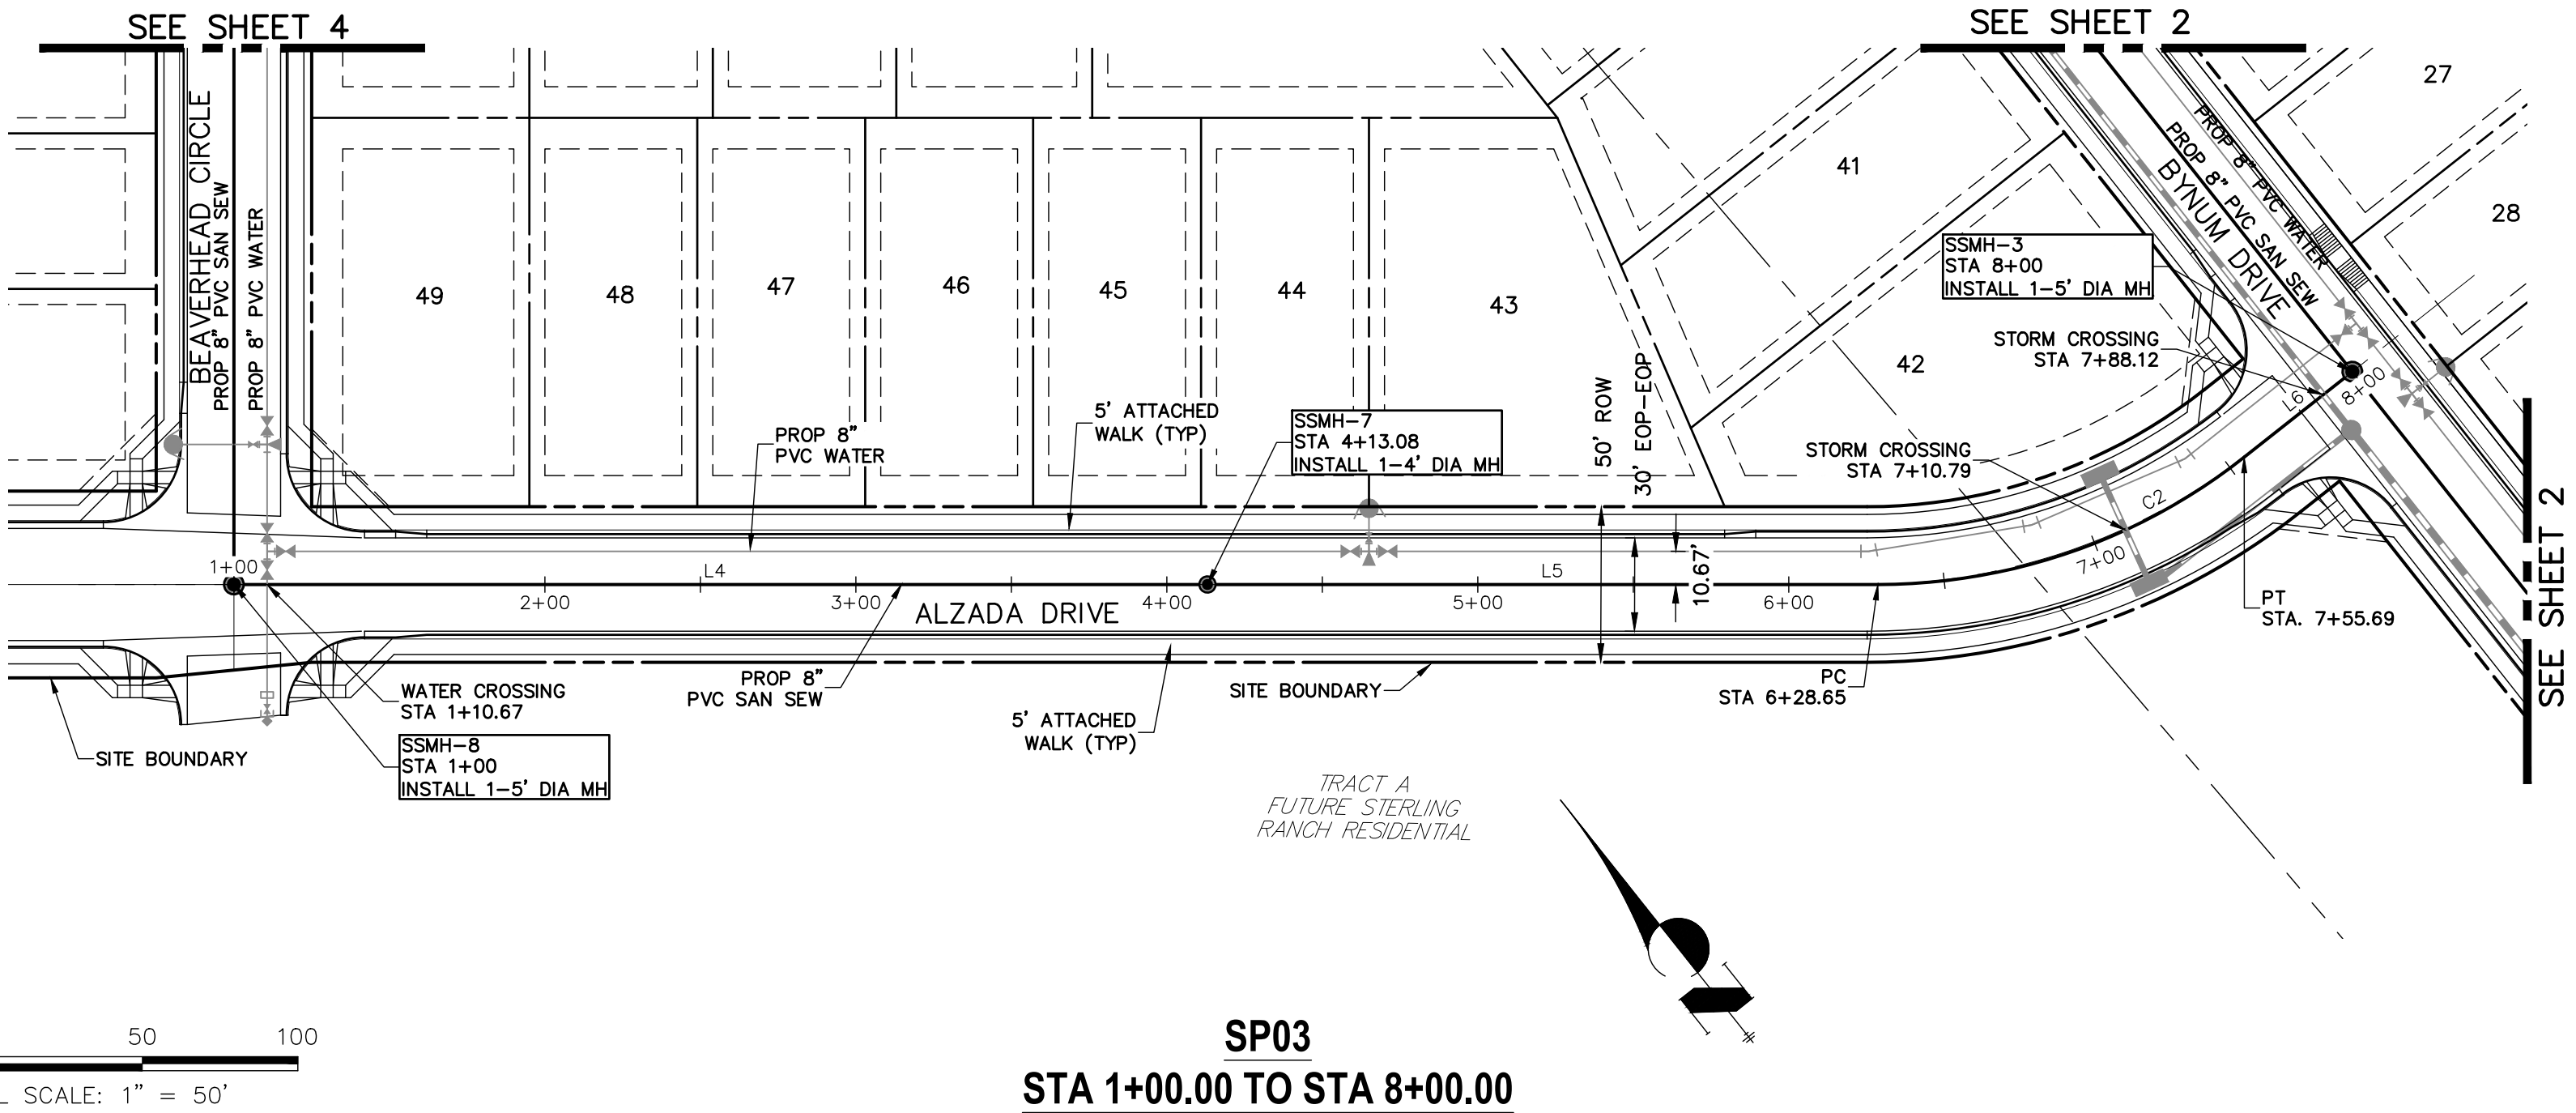 SEE SHEET 4
SEE SHEET 2
BEAVERHEAD CIRCLE
PROP 8" PVC SAN SEW
PROP 8" PVC WATER
49
48
47
46
45
44
43
41
42
27
28
PROP 8" PVC WATER
PROP 8" PVC SAN SEW
BYNUM DRIVE
SSMH-3
STA 8+00
INSTALL 1-5' DIA MH
STORM CROSSING
STA 7+88.12
STORM CROSSING
STA 7+10.79
5' ATTACHED
WALK (TYP)
PROP 8"
PVC WATER
SSMH-7
STA 4+13.08
INSTALL 1-4' DIA MH
50' ROW
30' EOP-EOP
10.67'
L6
8+00
C2
7+00
1+00
L4
L5
2+00
3+00
4+00
5+00
6+00
ALZADA DRIVE
PT
STA. 7+55.69
PC
STA 6+28.65
WATER CROSSING
STA 1+10.67
PROP 8"
PVC SAN SEW
5' ATTACHED
WALK (TYP)
SITE BOUNDARY
SITE BOUNDARY
SSMH-8
STA 1+00
INSTALL 1-5' DIA MH
SEE SHEET 2
TRACT A
FUTURE STERLING
RANCH RESIDENTIAL
50
100
L SCALE: 1" = 50'
SP03
STA 1+00.00 TO STA 8+00.00